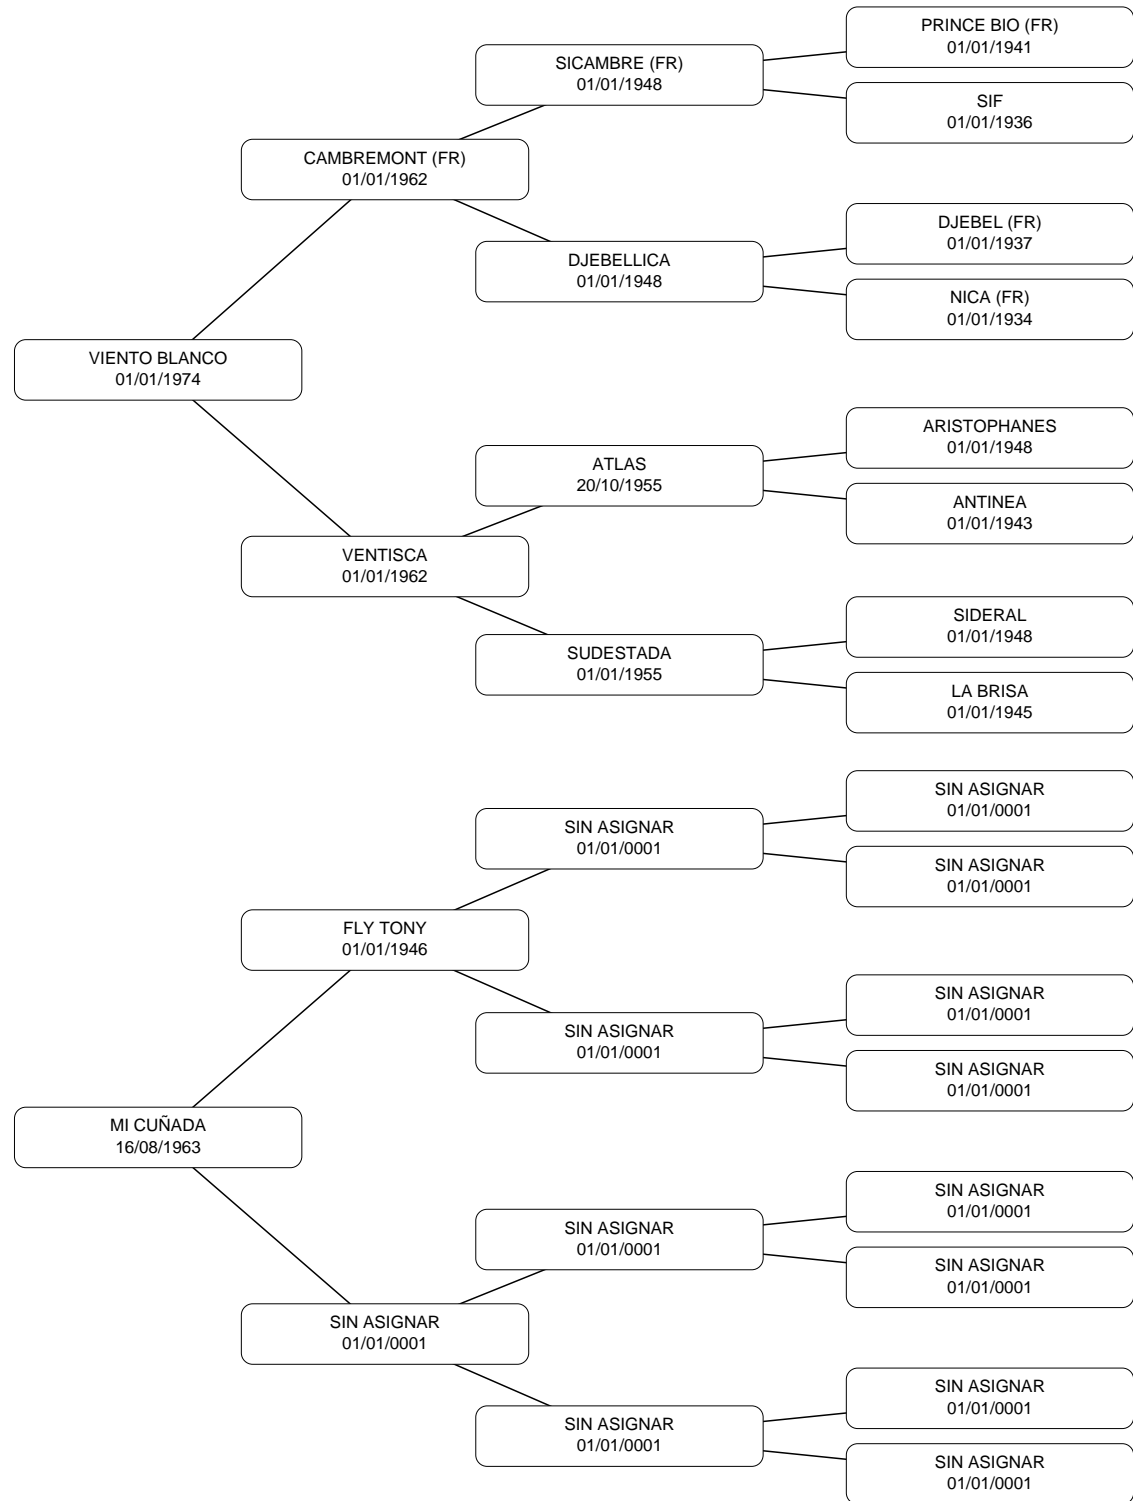 PRINCE BIO (FR)
01/01/1941
SICAMBRE (FR)
01/01/1948
SIF
01/01/1936
CAMBREMONT (FR)
01/01/1962
DJEBEL (FR)
01/01/1937
DJEBELLICA
01/01/1948
NICA (FR)
01/01/1934
VIENTO BLANCO
01/01/1974
ARISTOPHANES
01/01/1948
ATLAS
20/10/1955
ANTINEA
01/01/1943
VENTISCA
01/01/1962
SIDERAL
01/01/1948
SUDESTADA
01/01/1955
LA BRISA
01/01/1945
SIN ASIGNAR
01/01/0001
SIN ASIGNAR
01/01/0001
SIN ASIGNAR
01/01/0001
FLY TONY
01/01/1946
SIN ASIGNAR
01/01/0001
SIN ASIGNAR
01/01/0001
SIN ASIGNAR
01/01/0001
MI CUÑADA
16/08/1963
SIN ASIGNAR
01/01/0001
SIN ASIGNAR
01/01/0001
SIN ASIGNAR
01/01/0001
SIN ASIGNAR
01/01/0001
SIN ASIGNAR
01/01/0001
SIN ASIGNAR
01/01/0001
SIN ASIGNAR
01/01/0001